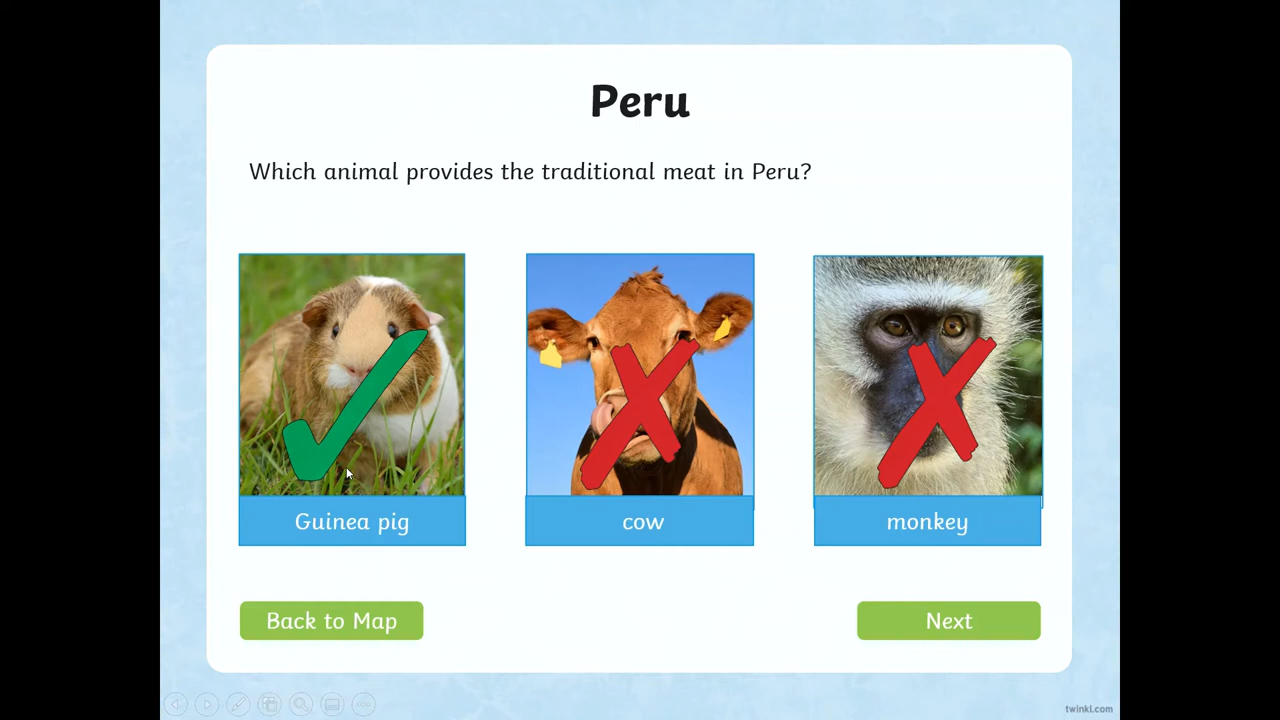 Peru
Which animal provides the traditional meat in Peru?
Guinea pig
cow
monkey
Back to Map
Next
twinkl.com